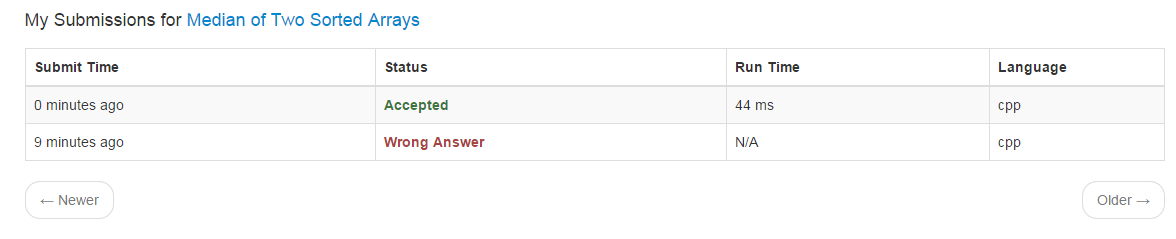 My Submissions for Median of Two Sorted Arrays
Submit Time Status Run Time Language
0 minutes ago Accepted 44 ms cpp
9 minutes ago Wrong Answer N/A cpp
← Newer Older →